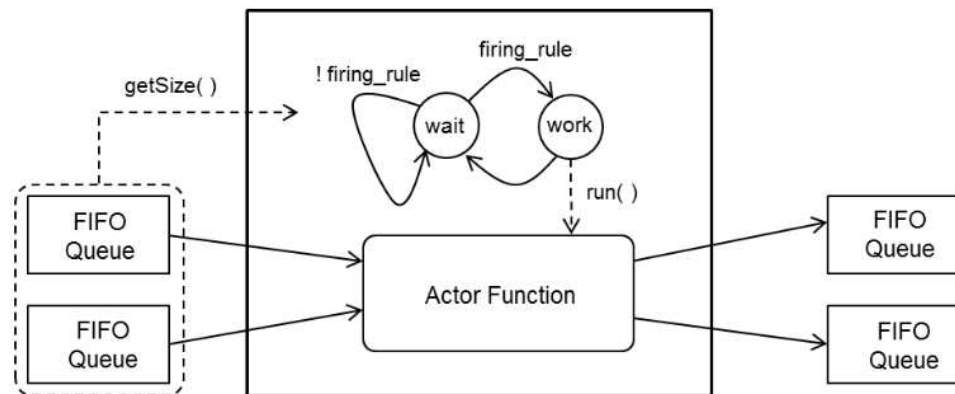 firing_rule
! firing_rule
getSize( )
wait
work
run( )
FIFO
Queue
FIFO
Queue
Actor Function
FIFO
Queue
FIFO
Queue